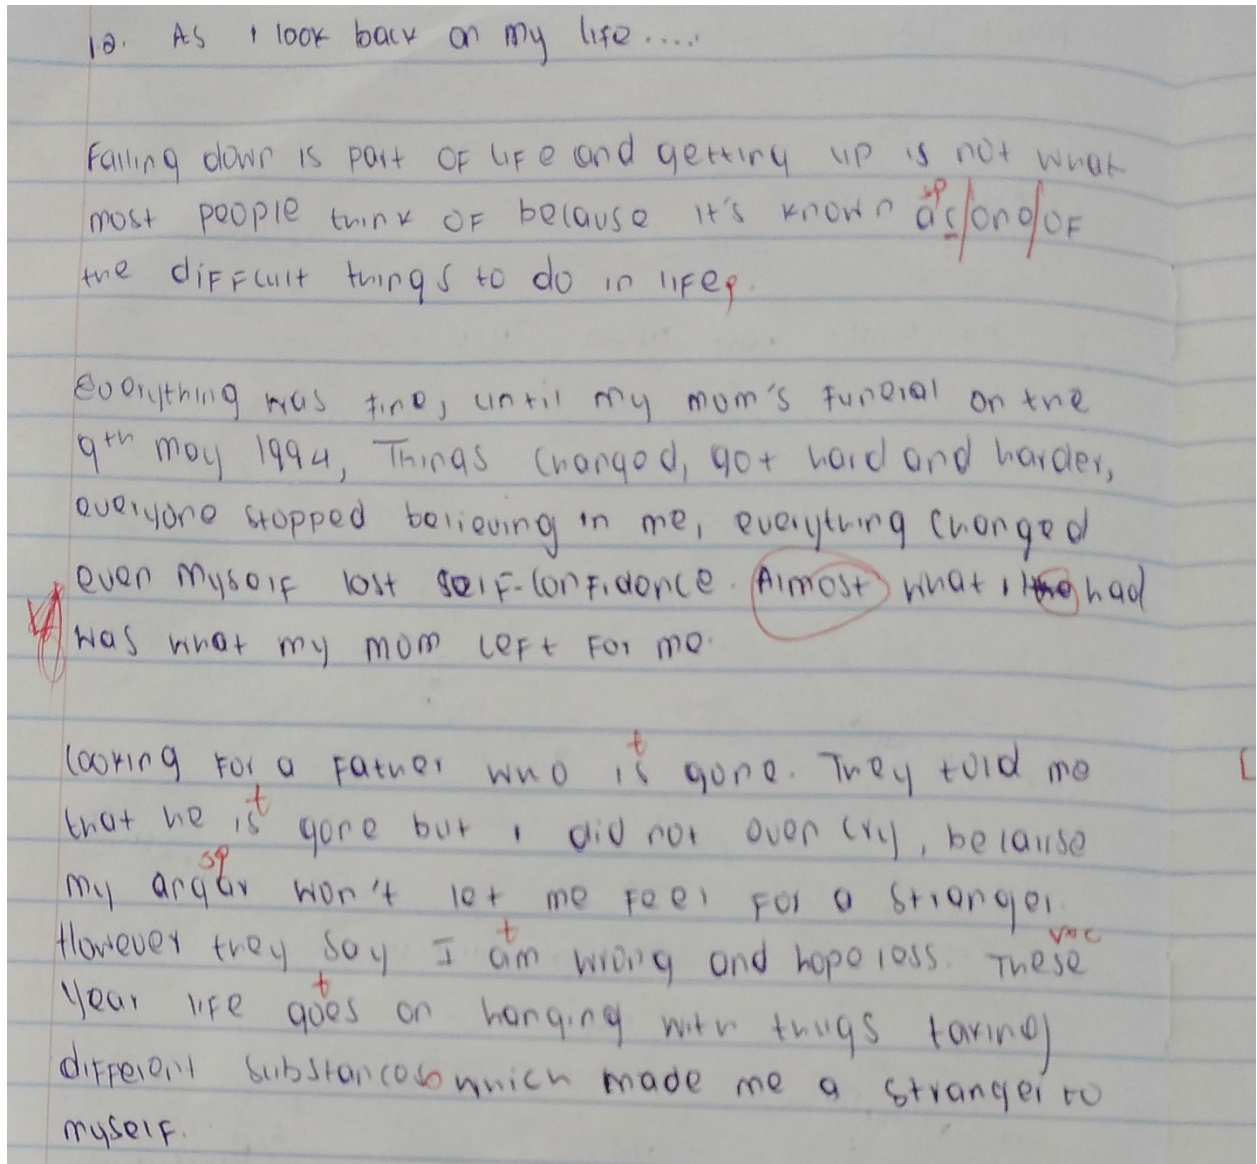 1.2. As I look back on my life.....
Falling down is part of life and getting up is not what
most people think of because it's known as/one/of
sp
the difficult things to do in life.
Everything was fine, until my mom's funeral on the
9th may 1994, Things changed, got hard and harder,
everyone stopped believing in me, everything changed
even myself lost self-confidence. Almost what I had
was what my mom left for me.
t
Looking for a father who is gone. They told me
t
that he is gone but I did not even cry, because
sp
my angar won't let me feel for a stranger.
t voc
However they say I am wrong and hopeless. These
t
year life goes on hanging with thugs taking
different substances which made me a stranger to
myself.